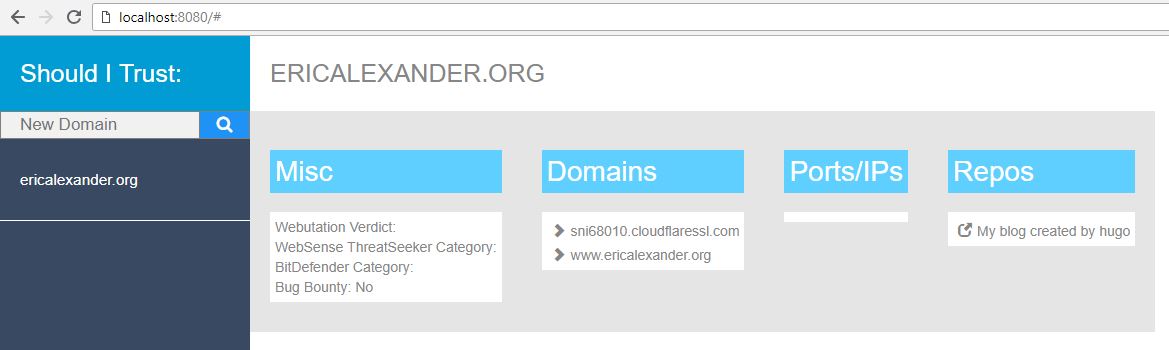 localhost:8080/#
Should I Trust:
ERICALEXANDER.ORG
New Domain
ericalexander.org
Misc
Webutation Verdict:
WebSense ThreatSeeker Category:
BitDefender Category:
Bug Bounty: No
Domains
sni68010.cloudflaressl.com
www.ericalexander.org
Ports/IPs
Repos
My blog created by hugo